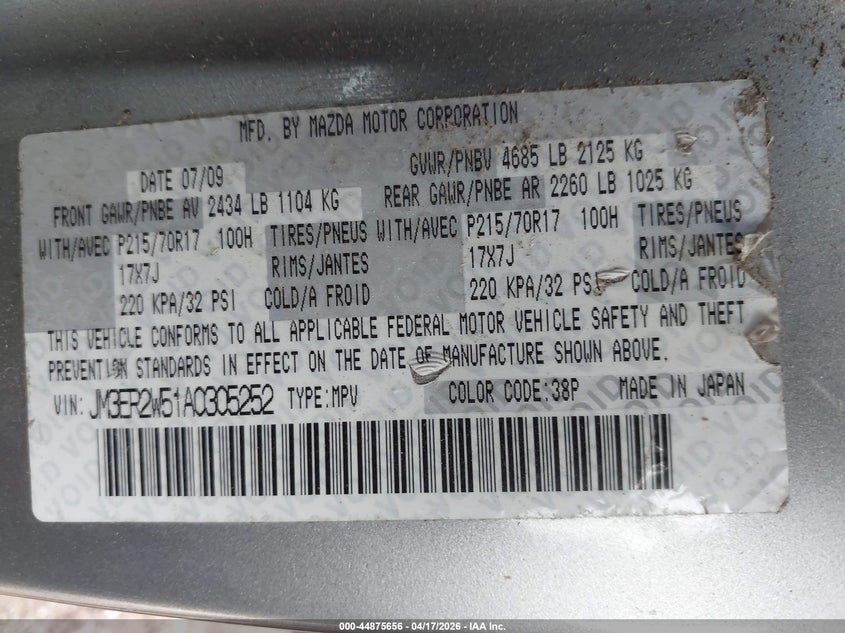 MFD. BY MAZDA MOTOR CORPORATION
DATE 07/09 GVWR/PNBV 4685 LB 2125 KG
FRONT GAWR/PNBE AV 2434 LB 1104 KG REAR GAWR/PNBE AR 2260 LB 1025 KG
WITH/AVEC P215/70R17 100H TIRES/PNEUS WITH/AVEC P215/70R17 100H TIRES/PNEUS
17X7J RIMS/JANTES 17X7J RIMS/JANTES
220 KPA/32 PSI COLD/A FROID 220 KPA/32 PSI COLD/A FROID
THIS VEHICLE CONFORMS TO ALL APPLICABLE FEDERAL MOTOR VEHICLE SAFETY AND THEFT
PREVENTION STANDARDS IN EFFECT ON THE DATE OF MANUFACTURE SHOWN ABOVE.
VIN: JM3ER2W51A0305252 TYPE:MPV COLOR CODE:38P MADE IN JAPAN
000-44875656 - 04/17/2026 - IAA Inc.